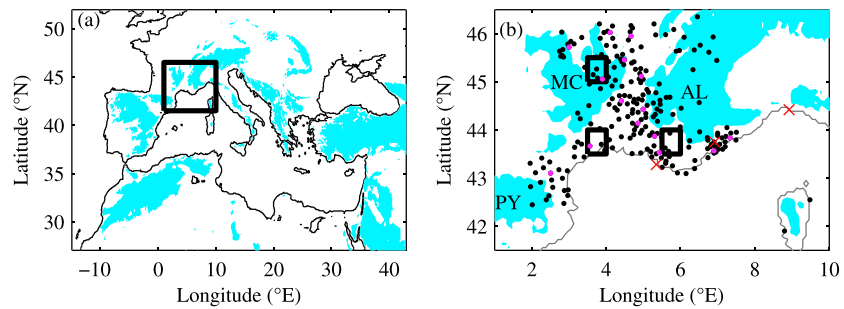 (a)
Latitude (°N)
50
45
40
35
30
−10 0 10 20 30 40
Longitude (°E)
(b)
Latitude (°N)
46
45
44
43
42
MC
AL
PY
2 4 6 8 10
Longitude (°E)